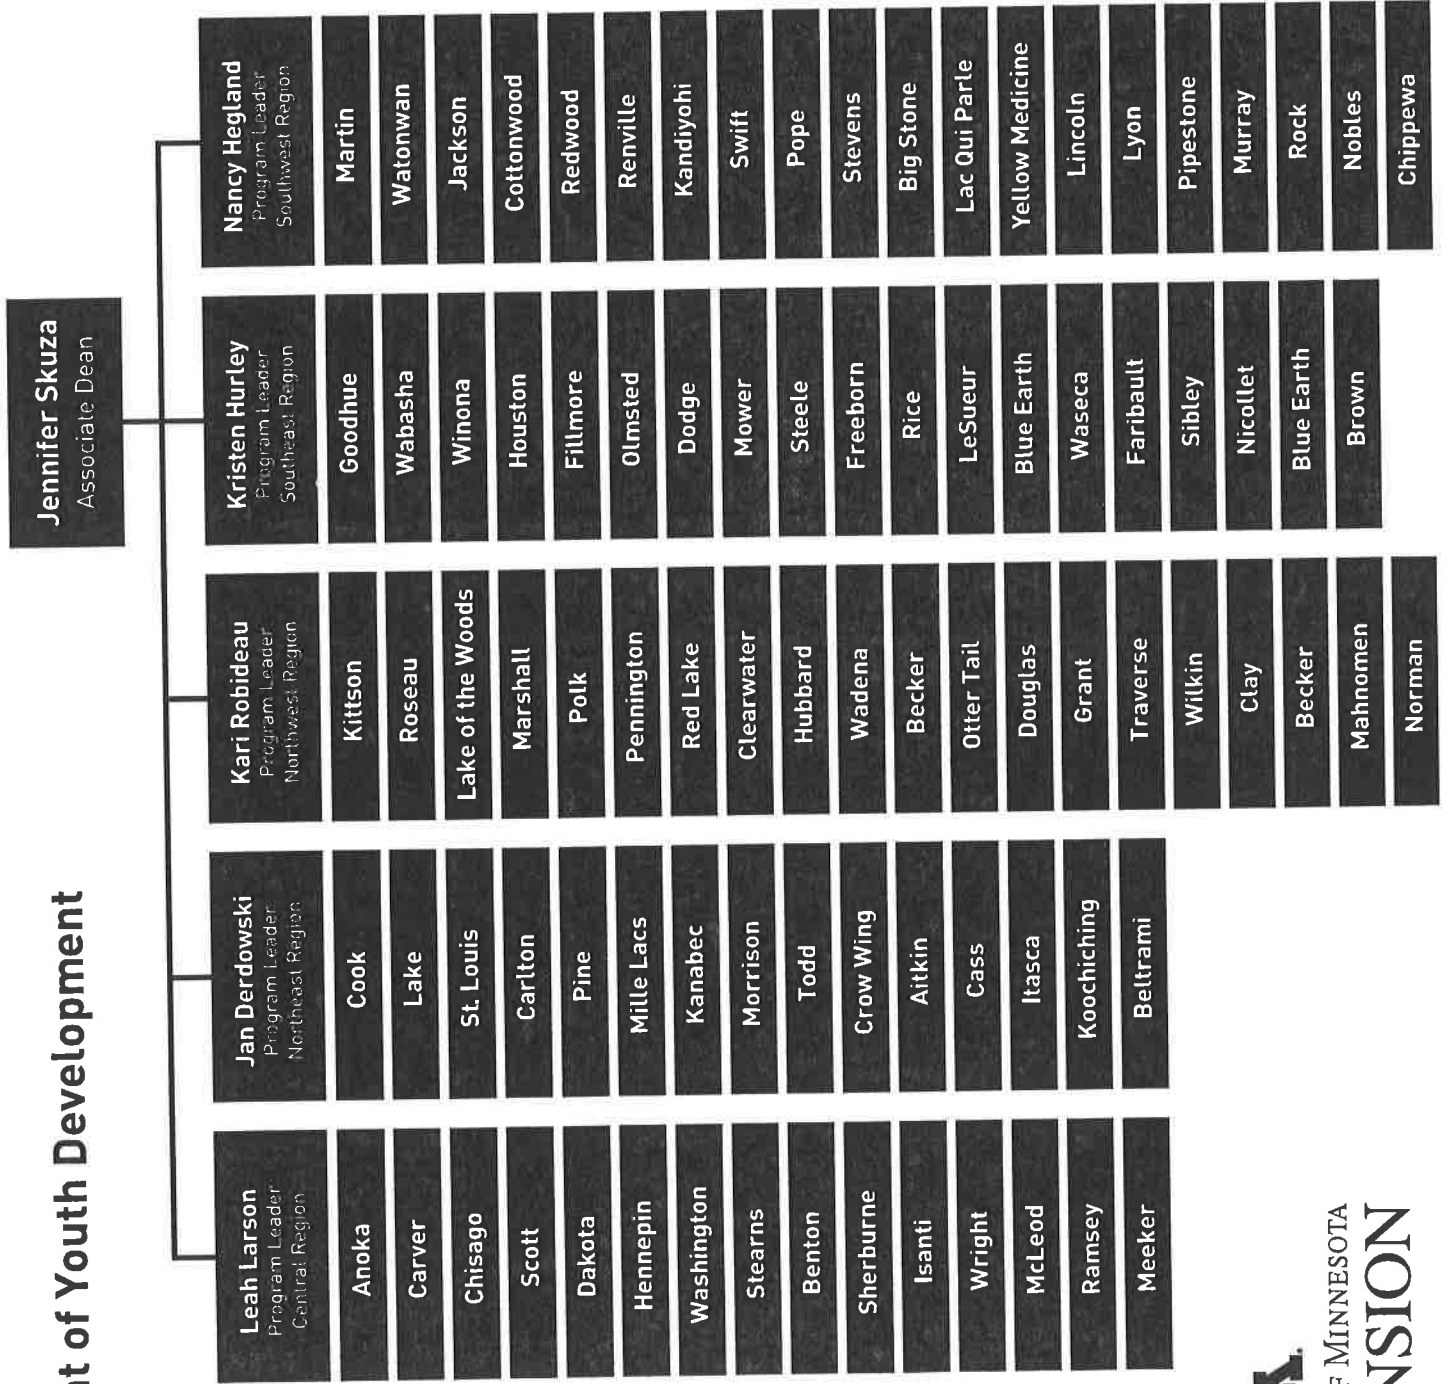 nt of Youth Development
Jennifer Skuza
Associate Dean
Leah Larson
Program Leader
Central Region
Anoka
Carver
Chisago
Scott
Dakota
Hennepin
Washington
Stearns
Benton
Sherburne
Isanti
Wright
McLeod
Ramsey
Meeker
Jan Derdowski
Program Leader
Northeast Region
Cook
Lake
St. Louis
Carlton
Pine
Mille Lacs
Kanabec
Morrison
Todd
Crow Wing
Aitkin
Cass
Itasca
Koochiching
Beltrami
Kari Robideau
Program Leader
Northwest Region
Kittson
Roseau
Lake of the Woods
Marshall
Polk
Pennington
Red Lake
Clearwater
Hubbard
Wadena
Becker
Otter Tail
Douglas
Grant
Traverse
Wilkin
Clay
Becker
Mahnomen
Norman
Kristen Hurley
Program Leader
Southeast Region
Goodhue
Wabasha
Winona
Houston
Fillmore
Olmsted
Dodge
Mower
Steele
Freeborn
Rice
LeSueur
Blue Earth
Waseca
Faribault
Sibley
Nicollet
Blue Earth
Brown
Nancy Hegland
Program Leader
Southwest Region
Martin
Watonwan
Jackson
Cottonwood
Redwood
Renville
Kandiyohi
Swift
Pope
Stevens
Big Stone
Lac Qui Parle
Yellow Medicine
Lincoln
Lyon
Pipestone
Murray
Rock
Nobles
Chippewa
F MINNESOTA
NSION